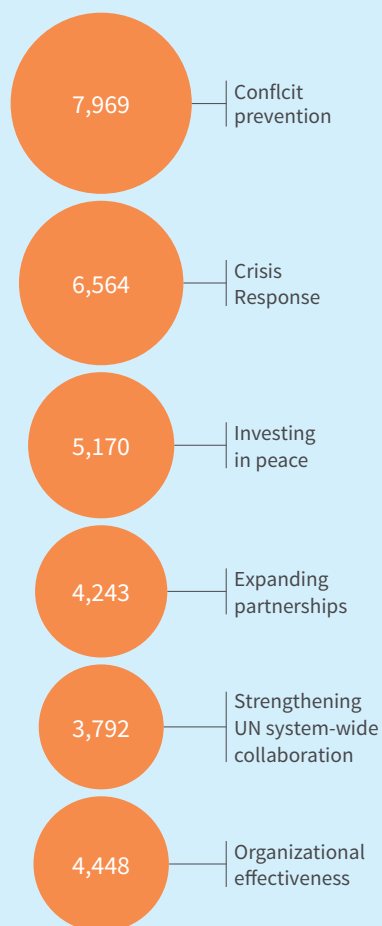 7,969
Conflcit
prevention
6,564
Crisis
Response
5,170
Investing
in peace
4,243
Expanding
partnerships
3,792
Strengthening
UN system-wide
collaboration
4,448
Organizational
effectiveness